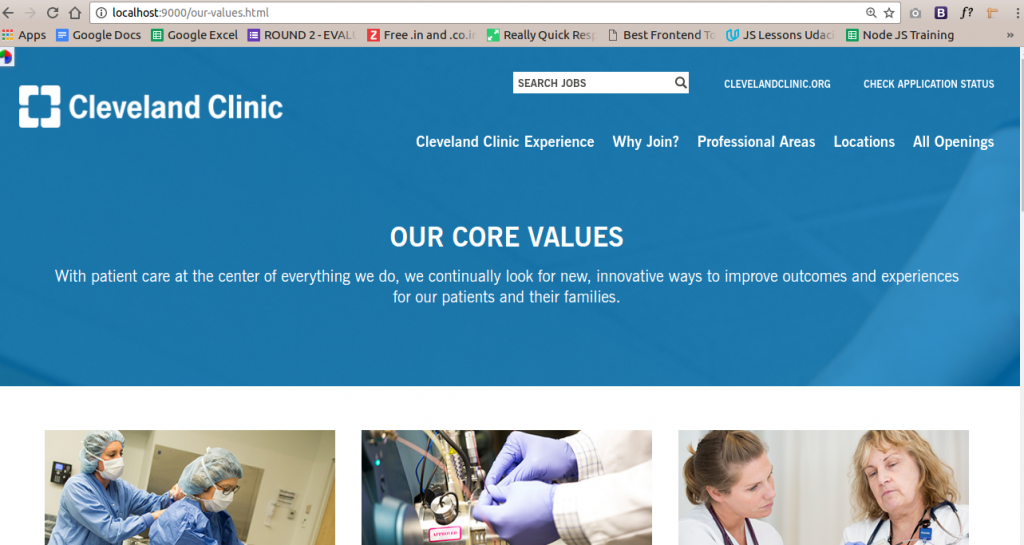 localhost:9000/our-values.html
Apps Google Docs Google Excel ROUND 2 - EVAL Free .in and .co.in Really Quick Res Best Frontend To JS Lessons Udac Node JS Training »
f?
SEARCH JOBS CLEVELANDCLINIC.ORG CHECK APPLICATION STATUS
Cleveland Clinic
Cleveland Clinic Experience Why Join? Professional Areas Locations All Openings
OUR CORE VALUES
With patient care at the center of everything we do, we continually look for new, innovative ways to improve outcomes and experiences
for our patients and their families.
APPROVED